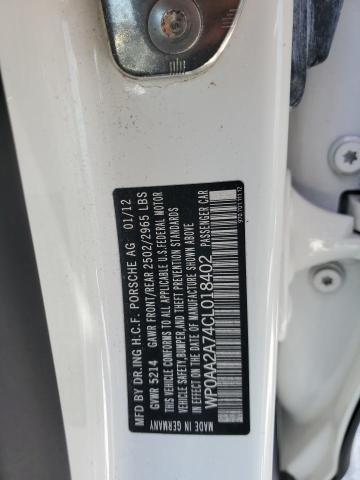 MFD BY DR.ING H.C.F. PORSCHE AG 01/12
GVWR 5214 GAWR FRONT/REAR 2502/2965 LBS
THIS VEHICLE CONFORMS TO ALL APPLICABLE U.S. FEDERAL MOTOR
VEHICLE SAFETY,BUMPER,AND THEFT PREVENTION STANDARDS
IN EFFECT ON THE DATE OF MANUFACTURE SHOWN ABOVE
WP0AA2A74CL018402 PASSENGER CAR
MADE IN GERMANY
97070111112